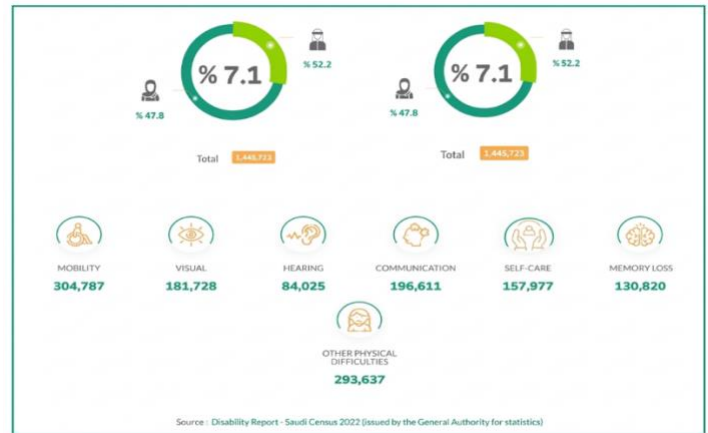 % 7.1
% 52.2
% 47.8
Total 1,445,723
% 7.1
% 52.2
% 47.8
Total 1,445,723
MOBILITY
304,787
VISUAL
181,728
HEARING
84,025
COMMUNICATION
196,611
SELF-CARE
157,977
MEMORY LOSS
130,820
OTHER PHYSICAL
DIFFICULTIES
293,637
Source : Disability Report - Saudi Census 2022 (issued by the General Authority for statistics)